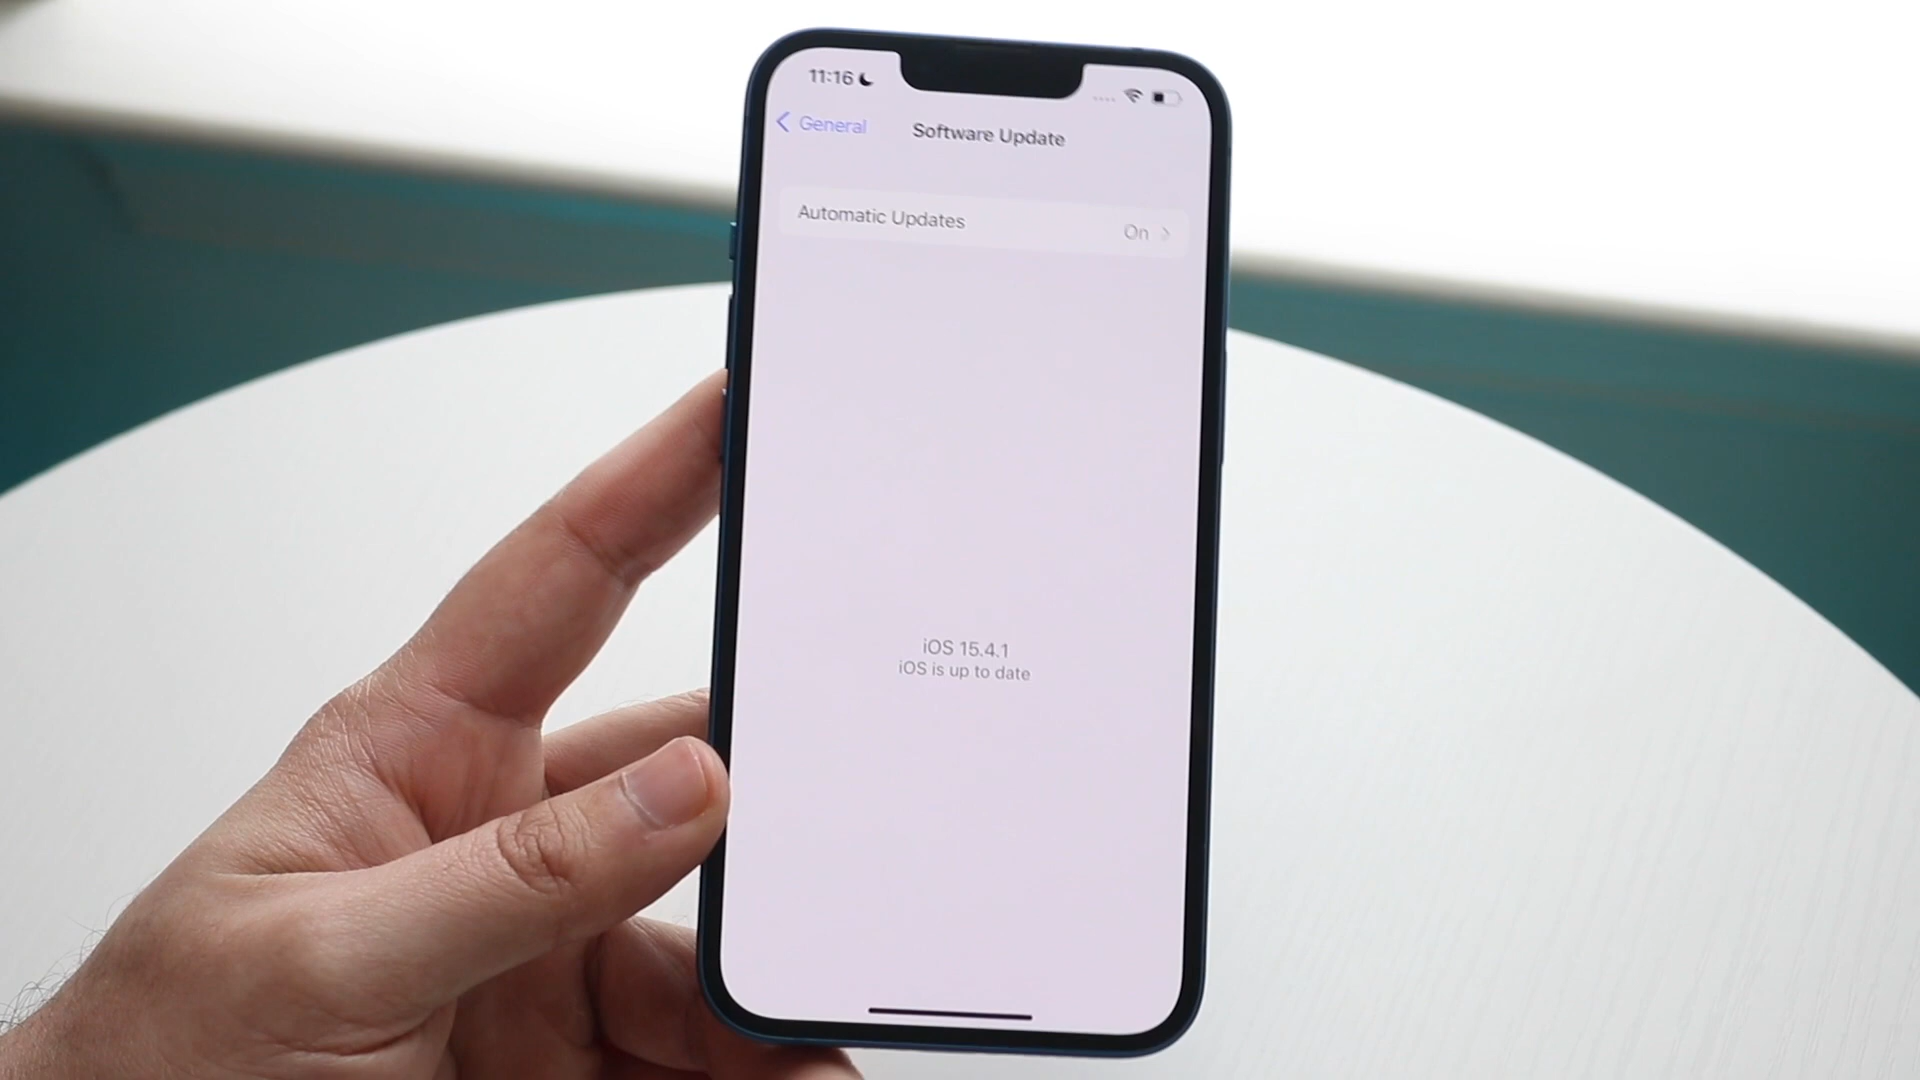 11:16
General
Software Update
Automatic Updates
On
iOS 15.4.1
iOS is up to date